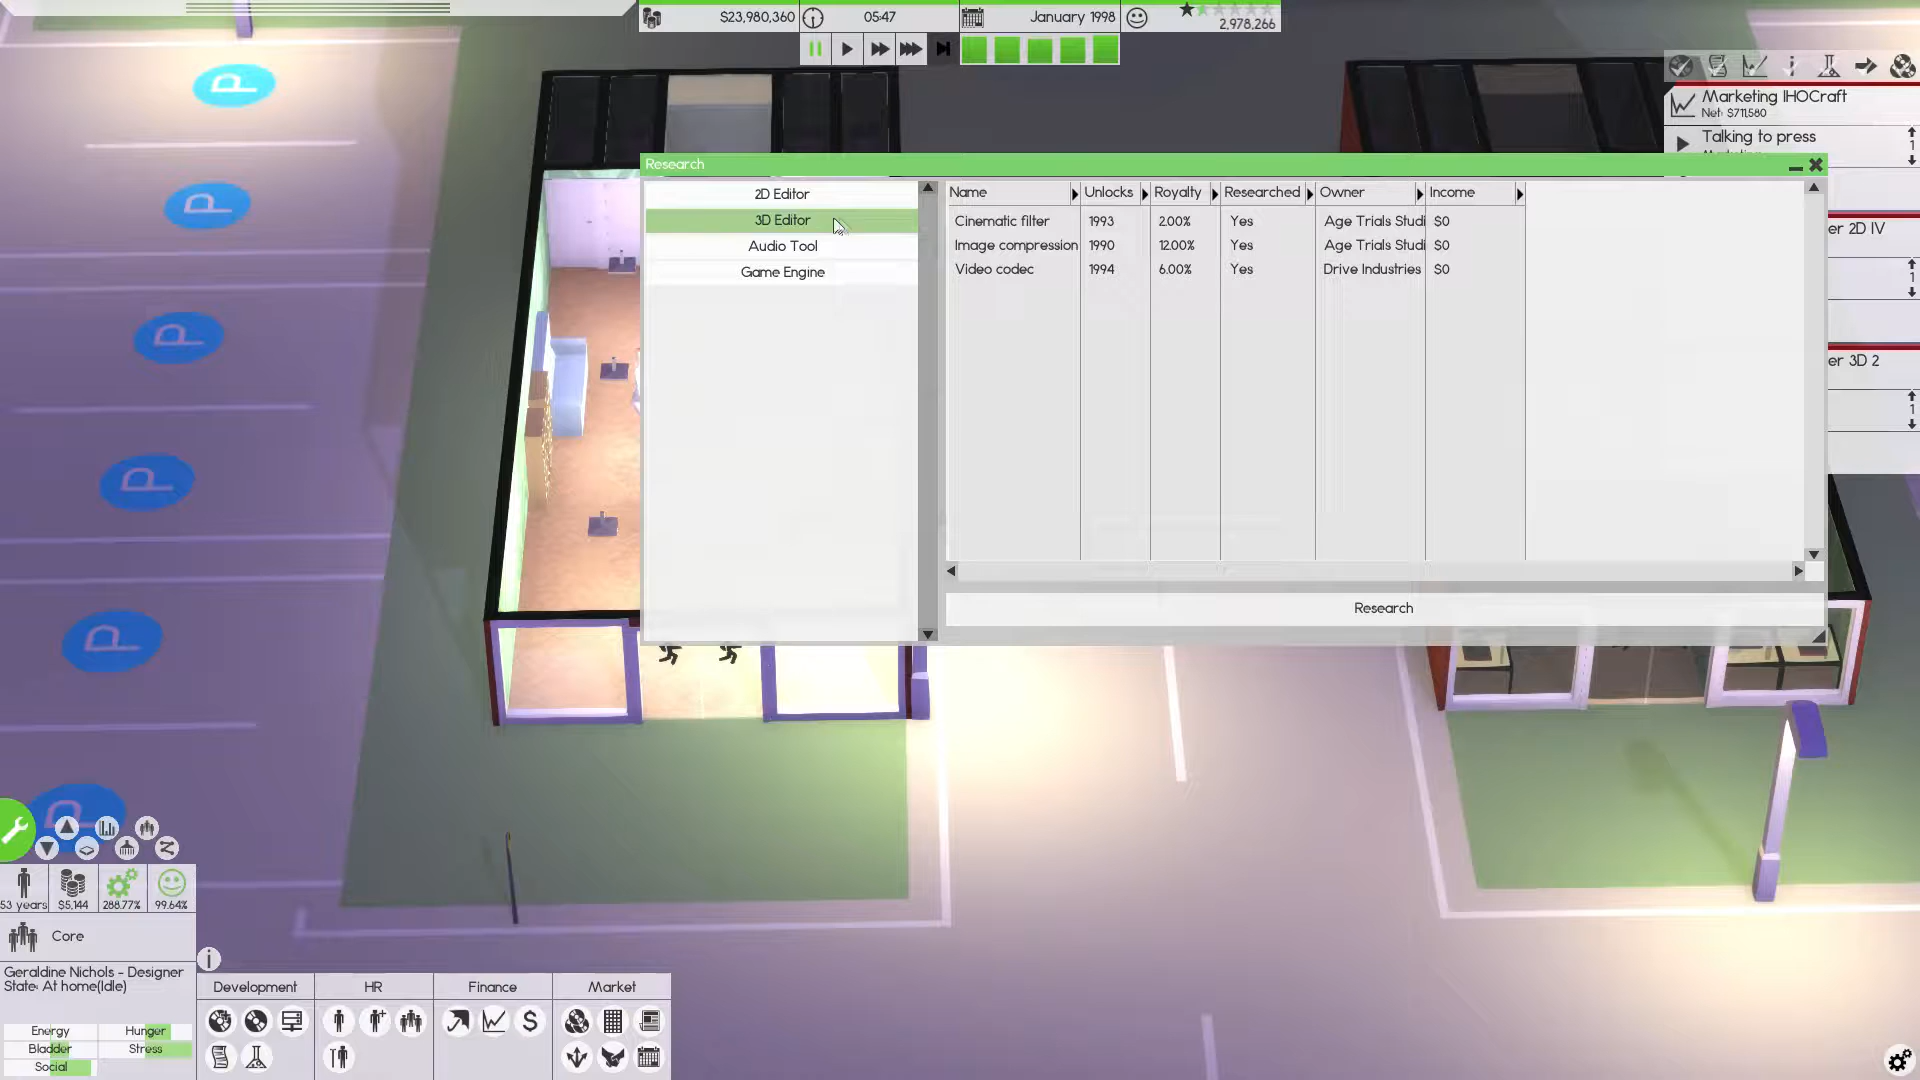 $23,980,360
05:47
January 1998
2,978,266
Marketing IHOCraft
Net: $711,580
Talking to press
1
Research
2D Editor
3D Editor
Audio Tool
Game Engine
Name Unlocks Royalty Researched Owner Income
Cinematic filter 1993 2.00% Yes Age Trials Studi $0
Image compression 1990 12.00% Yes Age Trials Studi $0
Video codec 1994 6.00% Yes Drive Industries $0
Research
er 2D IV
1
er 3D 2
1
P
P
P
P
P
P
53 years $5,144 288.77% 99.64%
Core
Geraldine Nichols - Designer
State: At home(Idle)
Energy Hunger
Bladder Stress
Social
i
Development HR Finance Market